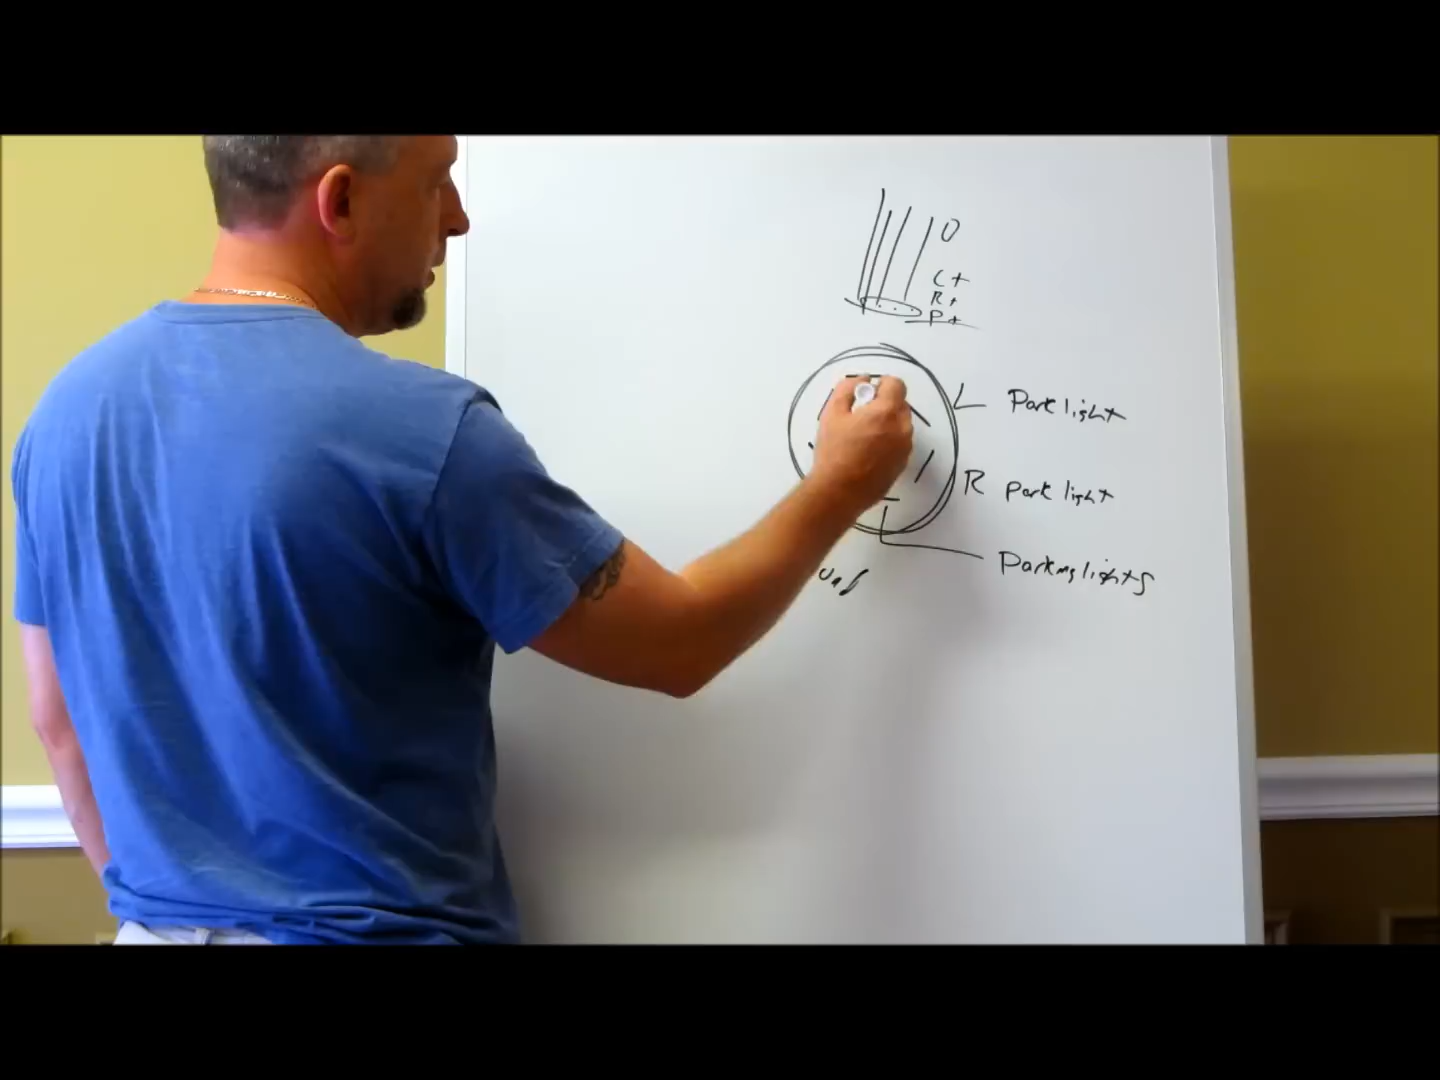 O
C+
R+
P+
L Park light
R park light
Parking lights